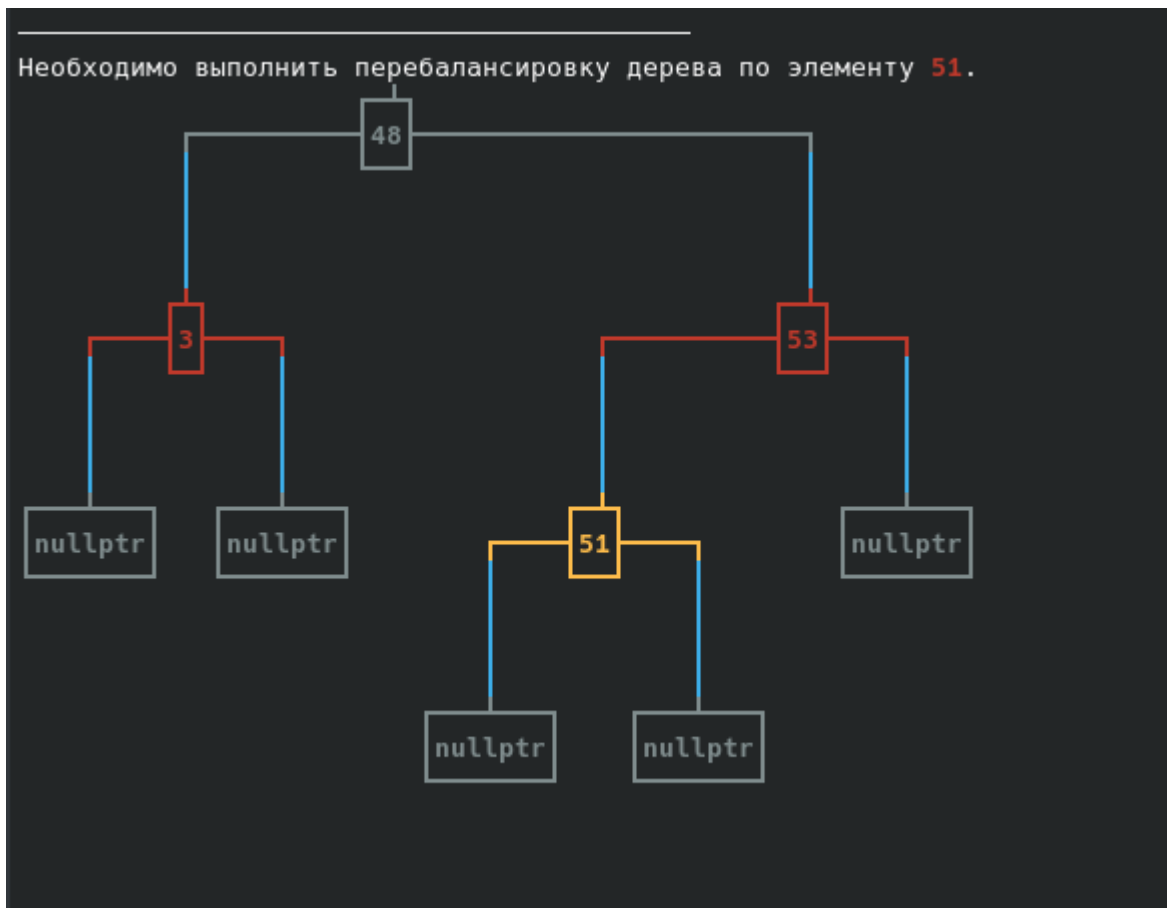 Необходимо выполнить перебалансировку дерева по элементу 51.
48
3
53
nullptr
nullptr
51
nullptr
nullptr
nullptr